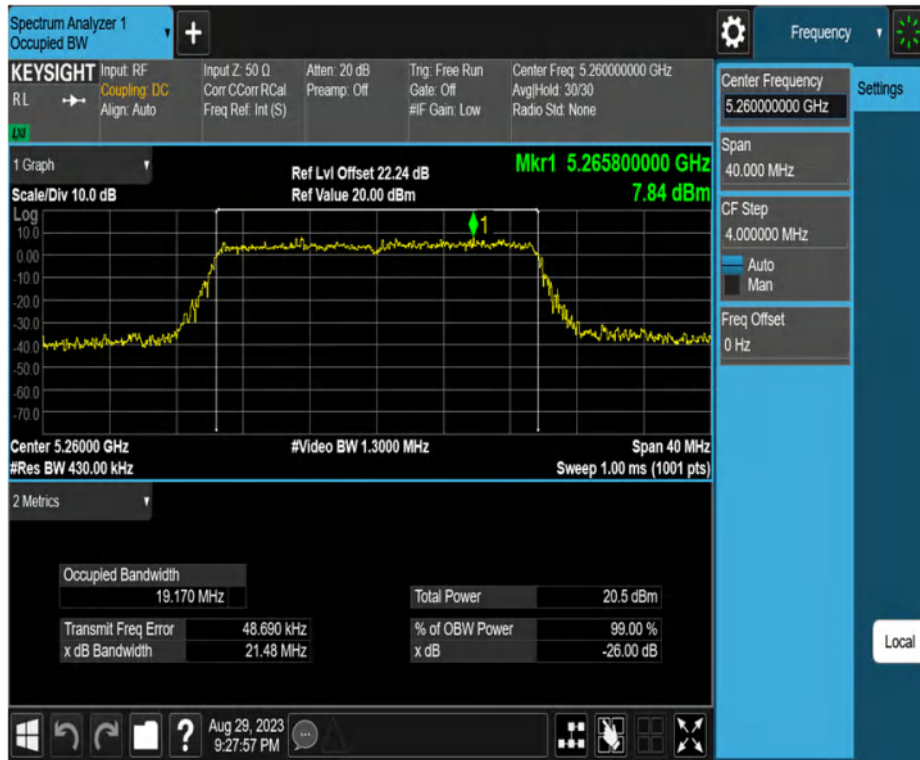 Spectrum Analyzer 1
Occupied BW
+
Frequency
KEYSIGHT
RL
LNI
Input: RF
Coupling: DC
Align: Auto
Input Z: 50 Ω
Corr CCorr RCal
Freq Ref: Int (S)
Atten: 20 dB
Preamp: Off
Trig: Free Run
Gate: Off
#IF Gain: Low
Center Freq: 5.260000000 GHz
Avg|Hold: 30/30
Radio Std: None
Center Frequency
5.260000000 GHz
Settings
Span
40.000 MHz
CF Step
4.000000 MHz
Auto
Man
Freq Offset
0 Hz
1 Graph
Scale/Div 10.0 dB
Ref Lvl Offset 22.24 dB
Ref Value 20.00 dBm
Mkr1 5.265800000 GHz
7.84 dBm
Log
10.0
0.00
-10.0
-20.0
-30.0
-40.0
-50.0
-60.0
-70.0
1
Center 5.26000 GHz
#Res BW 430.00 kHz
#Video BW 1.3000 MHz
Span 40 MHz
Sweep 1.00 ms (1001 pts)
2 Metrics
Occupied Bandwidth
19.170 MHz
Total Power 20.5 dBm
Transmit Freq Error 48.690 kHz
% of OBW Power 99.00 %
x dB Bandwidth 21.48 MHz
x dB -26.00 dB
Local
?
Aug 29, 2023
9:27:57 PM